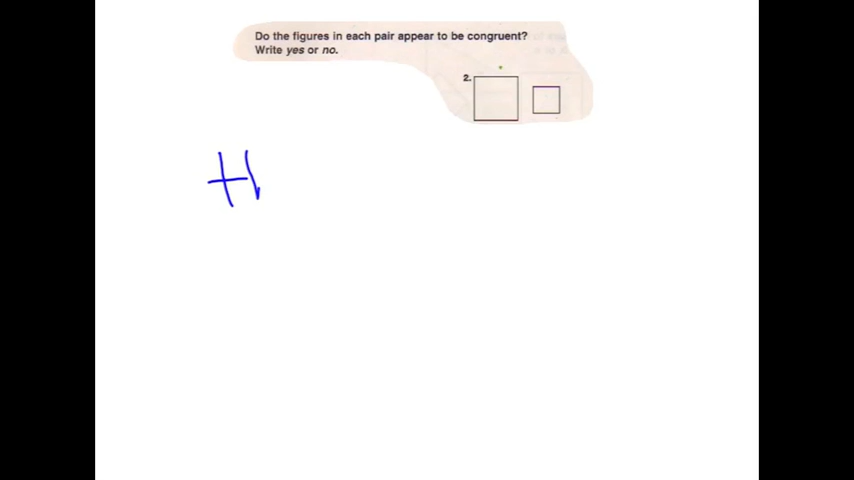 Do the figures in each pair appear to be congruent?
Write yes or no.
2.
H